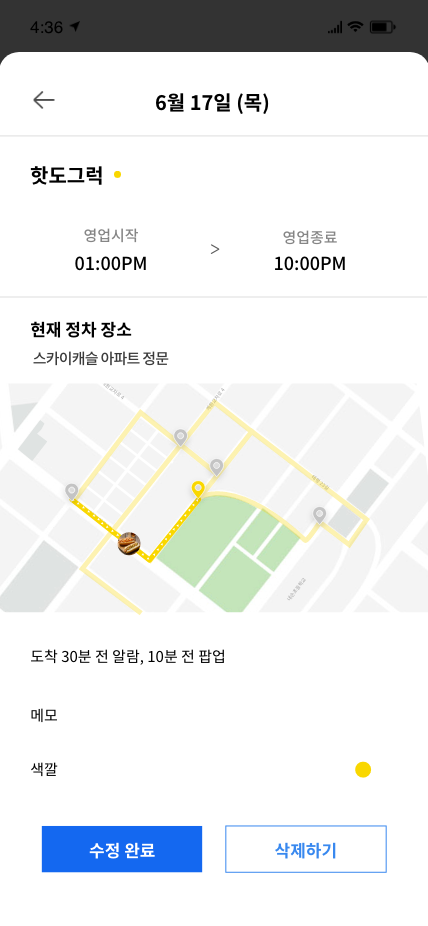 4:36
6월 17일 (목)
핫도그럭
영업시작
영업종료
01:00PM
>
10:00PM
현재 정차 장소
스카이캐슬 아파트 정문
도착 30분 전 알람, 10분 전 팝업
메모
색깔
수정 완료
삭제하기